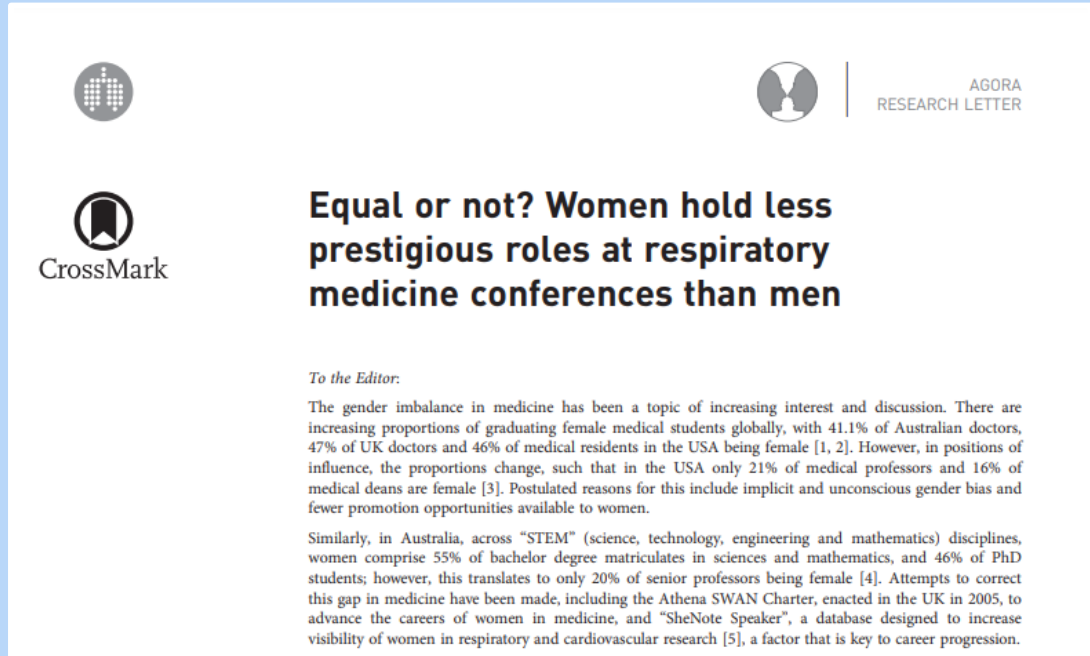 AGORA
RESEARCH LETTER
CrossMark
Equal or not? Women hold less
prestigious roles at respiratory
medicine conferences than men
To the Editor:
The gender imbalance in medicine has been a topic of increasing interest and discussion. There are
increasing proportions of graduating female medical students globally, with 41.1% of Australian doctors,
47% of UK doctors and 46% of medical residents in the USA being female [1, 2]. However, in positions of
influence, the proportions change, such that in the USA only 21% of medical professors and 16% of
medical deans are female [3]. Postulated reasons for this include implicit and unconscious gender bias and
fewer promotion opportunities available to women.
Similarly, in Australia, across “STEM” (science, technology, engineering and mathematics) disciplines,
women comprise 55% of bachelor degree matriculates in sciences and mathematics, and 46% of PhD
students; however, this translates to only 20% of senior professors being female [4]. Attempts to correct
this gap in medicine have been made, including the Athena SWAN Charter, enacted in the UK in 2005, to
advance the careers of women in medicine, and “SheNote Speaker”, a database designed to increase
visibility of women in respiratory and cardiovascular research [5], a factor that is key to career progression.